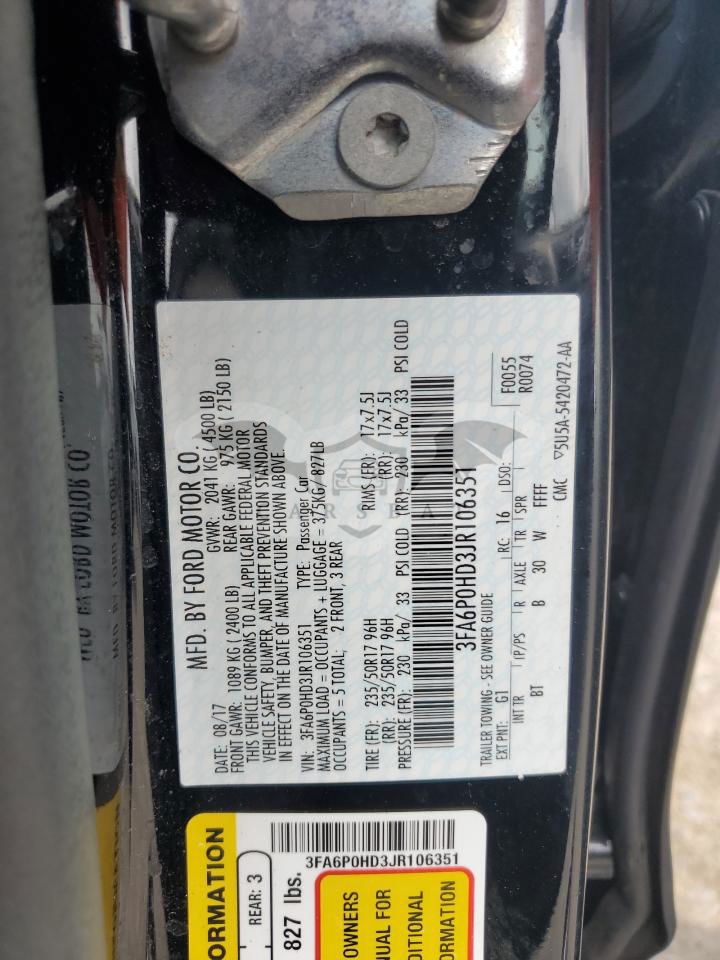 MFD. BY FORD MOTOR CO.
DATE: 08/17 GVWR: 2041 KG ( 4500 LB)
FRONT GAWR: 1089 KG ( 2400 LB) REAR GAWR: 975 KG ( 2150 LB)
THIS VEHICLE CONFORMS TO ALL APPLICABLE FEDERAL MOTOR
VEHICLE SAFETY, BUMPER, AND THEFT PREVENTION STANDARDS
IN EFFECT ON THE DATE OF MANUFACTURE SHOWN ABOVE.
VIN: 3FA6P0HD3JR106351 TYPE: Passenger Car
MAXIMUM LOAD = OCCUPANTS + LUGGAGE = 375KG / 827LB
OCCUPANTS = 5 TOTAL; 2 FRONT, 3 REAR
TIRE (FR): 235/50R17 96H RIMS (FR): 17x7.5J
(RR): 235/50R17 96H (RR): 17x7.5J
PRESSURE (FR): 230 kPa/ 33 PSI COLD (RR): 230 kPa/ 33 PSI COLD
3FA6P0HD3JR106351
TRAILER TOWING - SEE OWNER GUIDE
EXT PNT: G1 RC: 16 DSO: F0055
R0074
INT TR IP/PS R AXLE TR SPR
BT B 30 W FFFF
CMC ▽5U5A-5420472-AA
ARSFA
ORMATION
REAR: 3
827 lbs.
3FA6P0HD3JR106351
OWNERS
NUAL FOR
DITIONAL
ORMATION